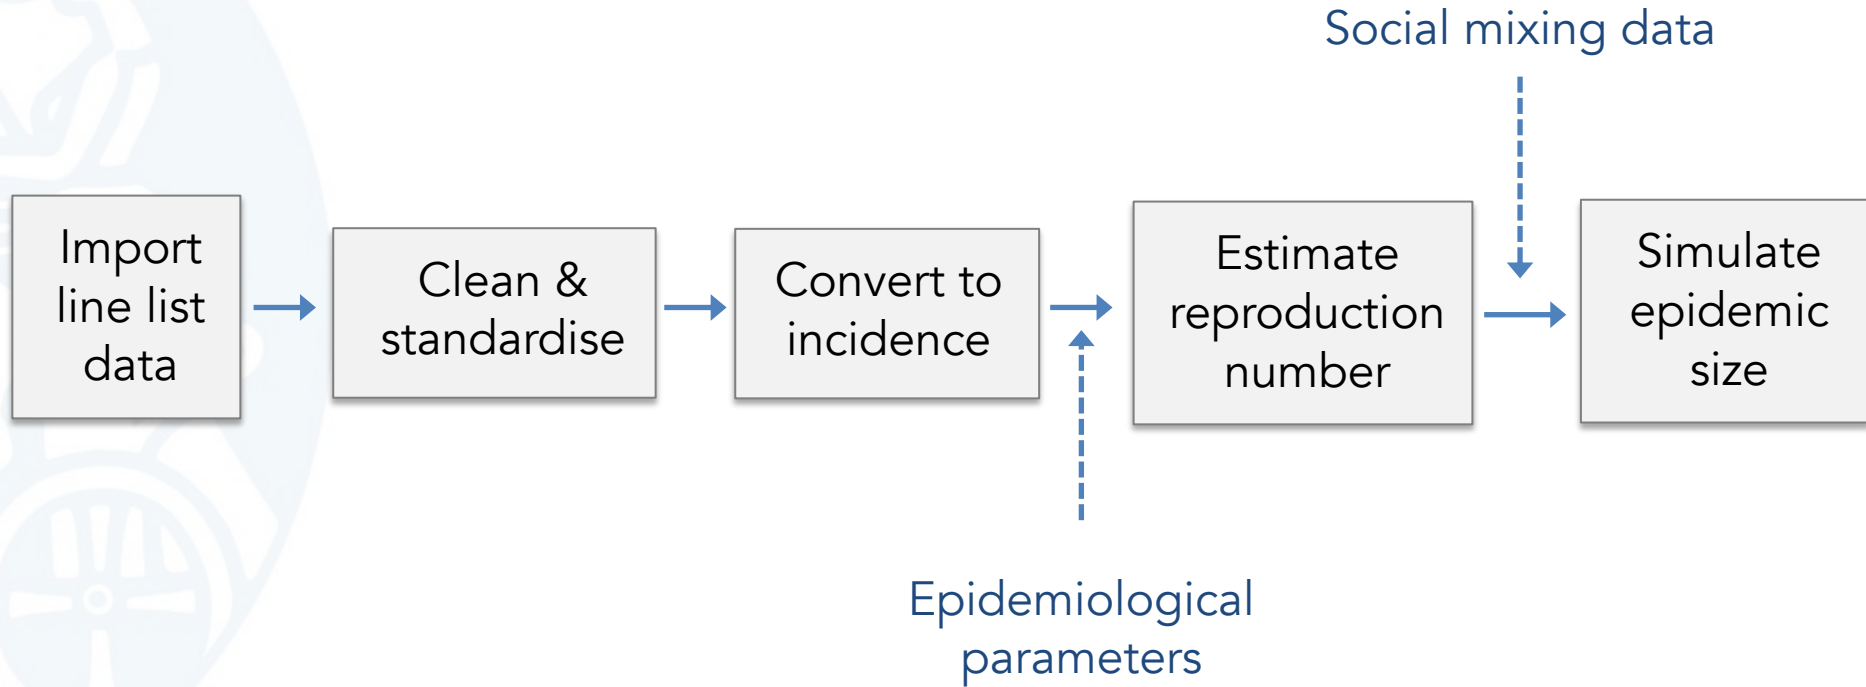 Social mixing data
Import
line list
data
Clean &
standardise
Convert to
incidence
Estimate
reproduction
number
Simulate
epidemic
size
Epidemiological
parameters